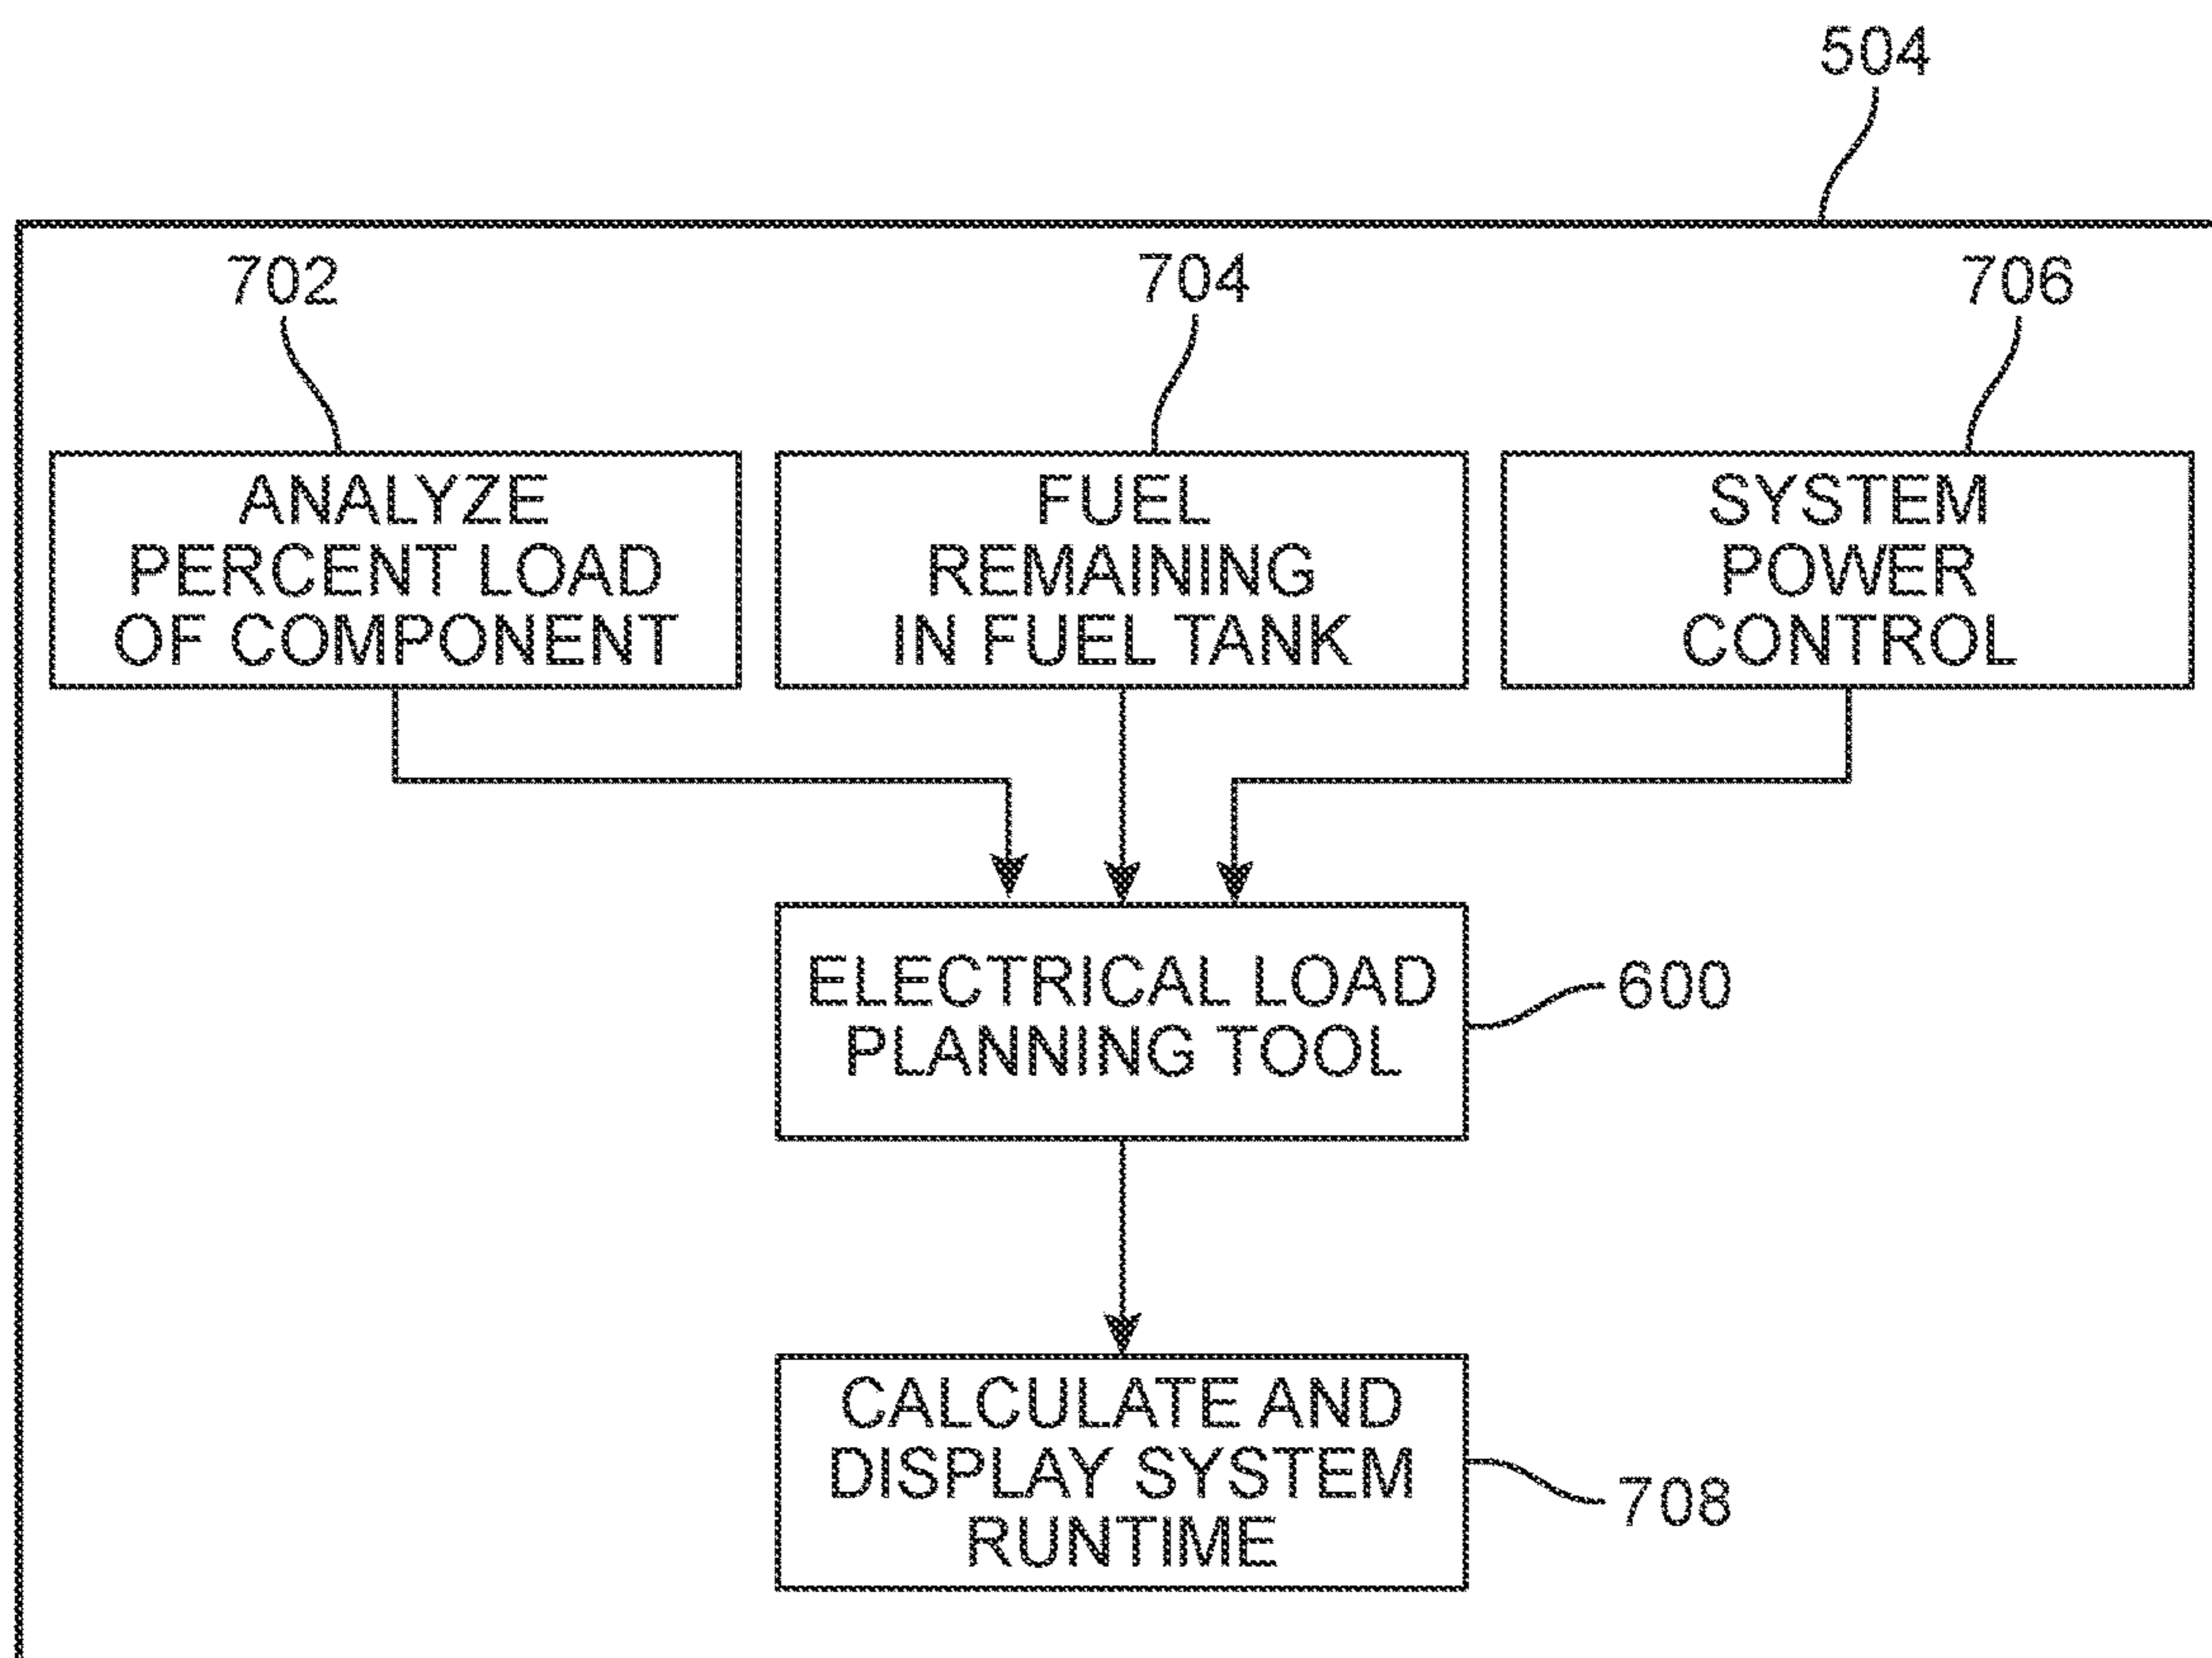 504
702
704
706
ANALYZE
PERCENT LOAD
OF COMPONENT
FUEL
REMAINING
IN FUEL TANK
SYSTEM
POWER
CONTROL
ELECTRICAL LOAD
PLANNING TOOL
600
CALCULATE AND
DISPLAY SYSTEM
RUNTIME
708